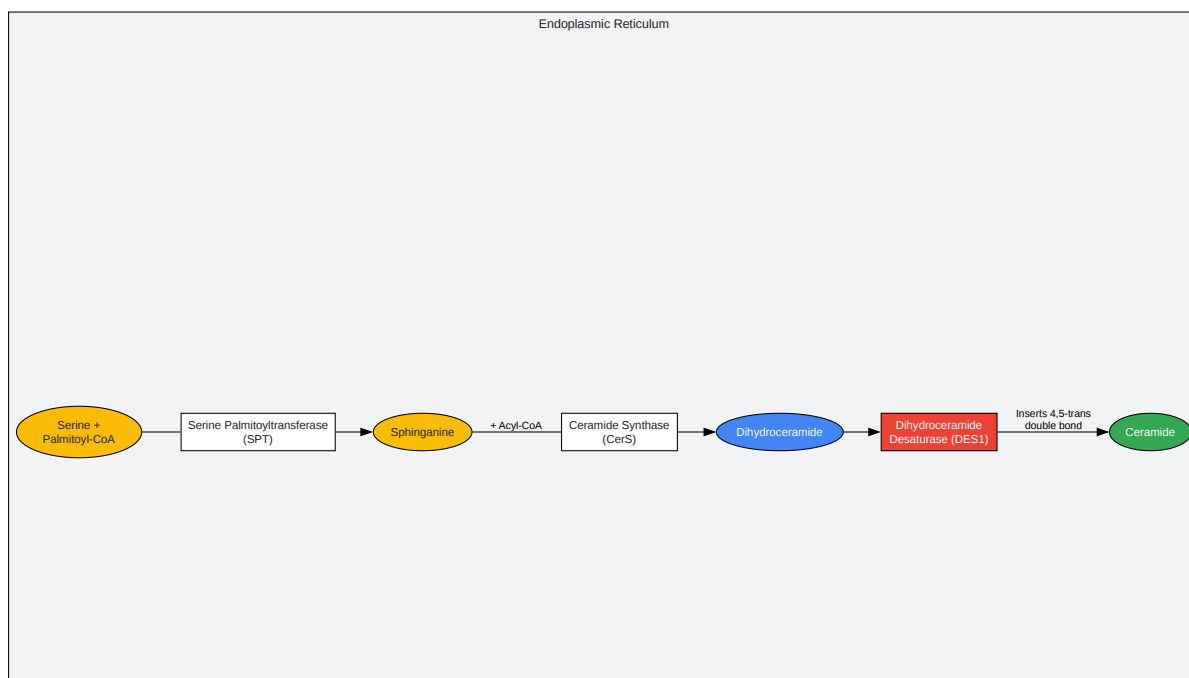 Endoplasmic Reticulum
Serine +
Palmitoyl-CoA
Serine Palmitoyltransferase
(SPT)
Sphinganine
+ Acyl-CoA
Ceramide Synthase
(CerS)
Dihydroceramide
Dihydroceramide
Desaturase (DES1)
Inserts 4,5-trans
double bond
Ceramide